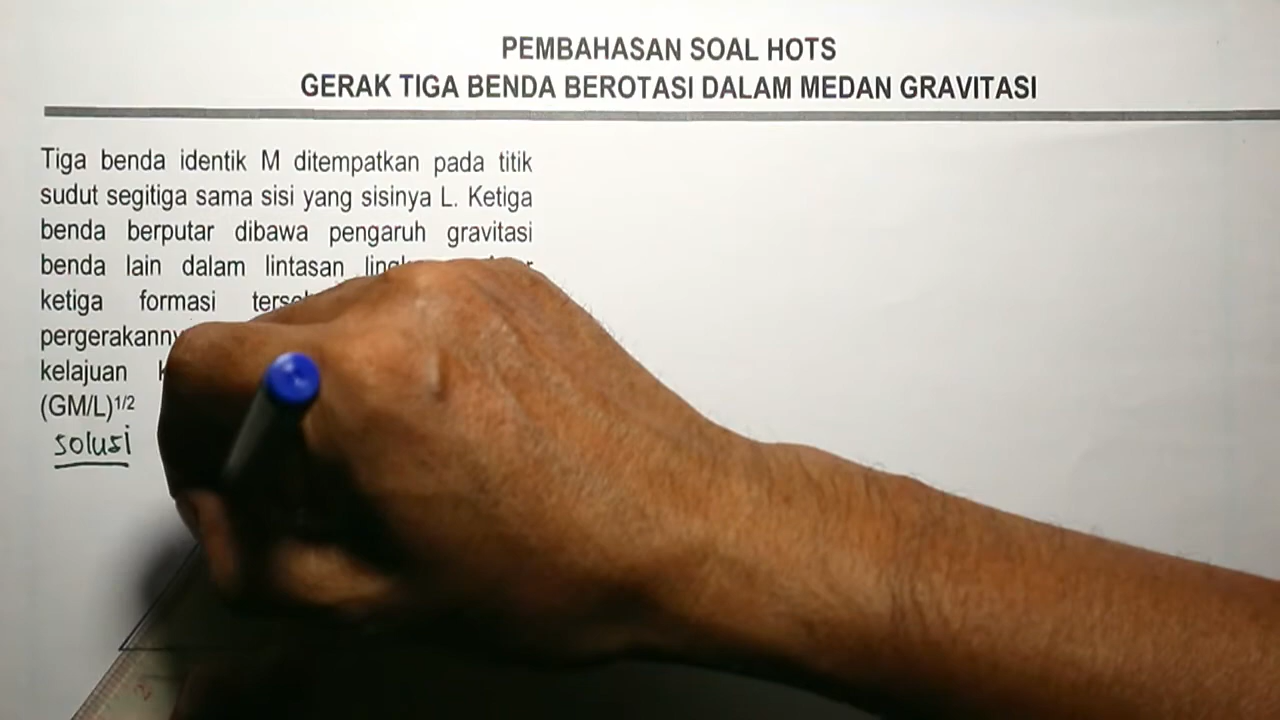 PEMBAHASAN SOAL HOTS
GERAK TIGA BENDA BEROTASI DALAM MEDAN GRAVITASI
Tiga benda identik M ditempatkan pada titik
sudut segitiga sama sisi yang sisinya L. Ketiga
benda berputar dibawa pengaruh gravitasi
benda lain dalam lintasan
ketiga formasi
kelajuan
(GM/L)1/2
solusi
2